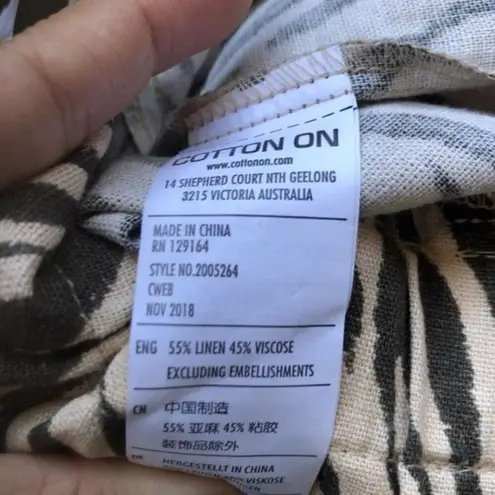 COTTON ON
www.cottonon.com
14 SHEPHERD COURT NTH GEELONG
3215 VICTORIA AUSTRALIA
MADE IN CHINA
RN 129164
STYLE NO.2005264
CWEB
NOV 2018
ENG 55% LINEN 45% VISCOSE
EXCLUDING EMBELLISHMENTS
CN 中国制造
55% 亚麻 45% 粘胶
装饰品除外
DE HERGESTELLT IN CHINA